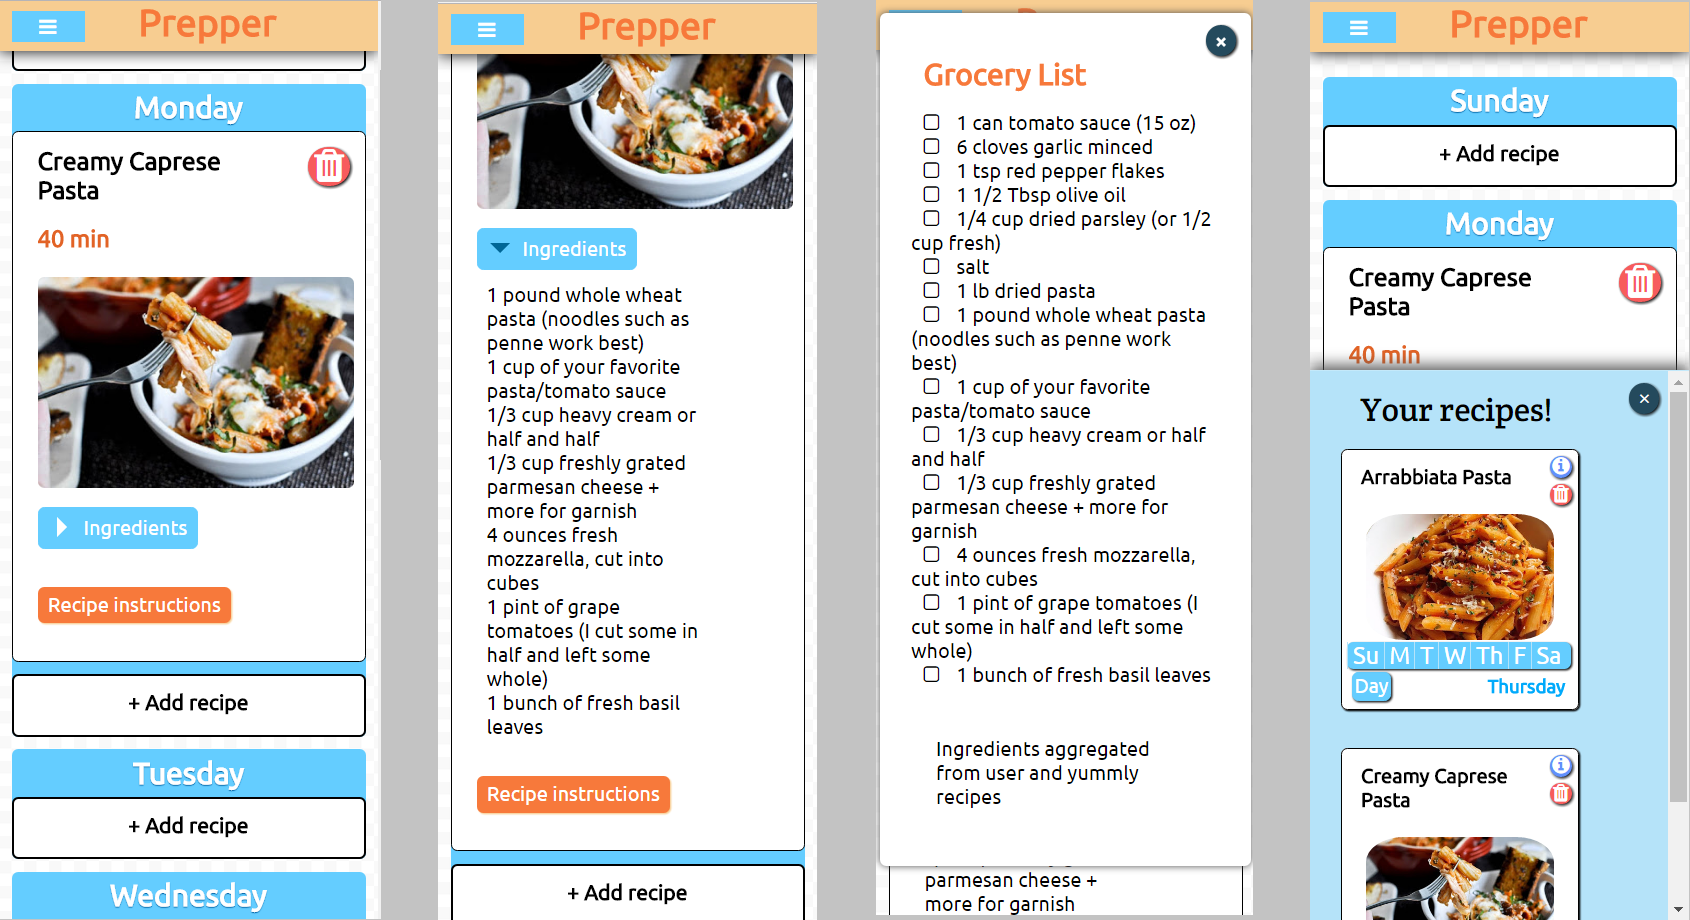 Prepper
Monday
Creamy Caprese
Pasta
40 min
Ingredients
Recipe instructions
+ Add recipe
Tuesday
+ Add recipe
Wednesday
Prepper
Ingredients
1 pound whole wheat
pasta (noodles such as
penne work best)
1 cup of your favorite
pasta/tomato sauce
1/3 cup heavy cream or
half and half
1/3 cup freshly grated
parmesan cheese +
more for garnish
4 ounces fresh
mozzarella, cut into
cubes
1 pint of grape
tomatoes (I cut some in
half and left some
whole)
1 bunch of fresh basil
leaves
Recipe instructions
+ Add recipe
Grocery List
1 can tomato sauce (15 oz)
6 cloves garlic minced
1 tsp red pepper flakes
1 1/2 Tbsp olive oil
1/4 cup dried parsley (or 1/2
cup fresh)
salt
1 lb dried pasta
1 pound whole wheat pasta
(noodles such as penne work
best)
1 cup of your favorite
pasta/tomato sauce
1/3 cup heavy cream or half
and half
1/3 cup freshly grated
parmesan cheese + more for
garnish
4 ounces fresh mozzarella,
cut into cubes
1 pint of grape tomatoes (I
cut some in half and left some
whole)
1 bunch of fresh basil leaves
Ingredients aggregated
from user and yummly
recipes
parmesan cheese +
more for garnish
Prepper
Sunday
+ Add recipe
Monday
Creamy Caprese
Pasta
40 min
Your recipes!
Arrabbiata Pasta
Su M T W Th F Sa
Day Thursday
Creamy Caprese
Pasta